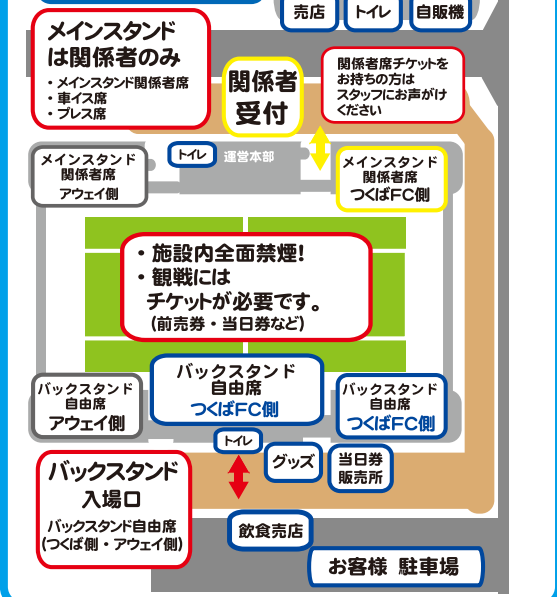 売店
トイレ
自販機
メインスタンド
は関係者のみ
・メインスタンド関係者席
・車イス席
・プレス席
関係者
受付
関係者席チケットを
お持ちの方は
スタッフにお声がけ
ください
トイレ
運営本部
メインスタンド
関係者席
アウェイ側
メインスタンド
関係者席
つくばFC側
・施設内全面禁煙!
・観戦には
チケットが必要です。
(前売券・当日券など)
バックスタンド
自由席
つくばFC側
バックスタンド
自由席
アウェイ側
バックスタンド
自由席
つくばFC側
トイレ
グッズ
当日券
販売所
バックスタンド
入場口
バックスタンド自由席
(つくば側・アウェイ側)
飲食売店
お客様 駐車場